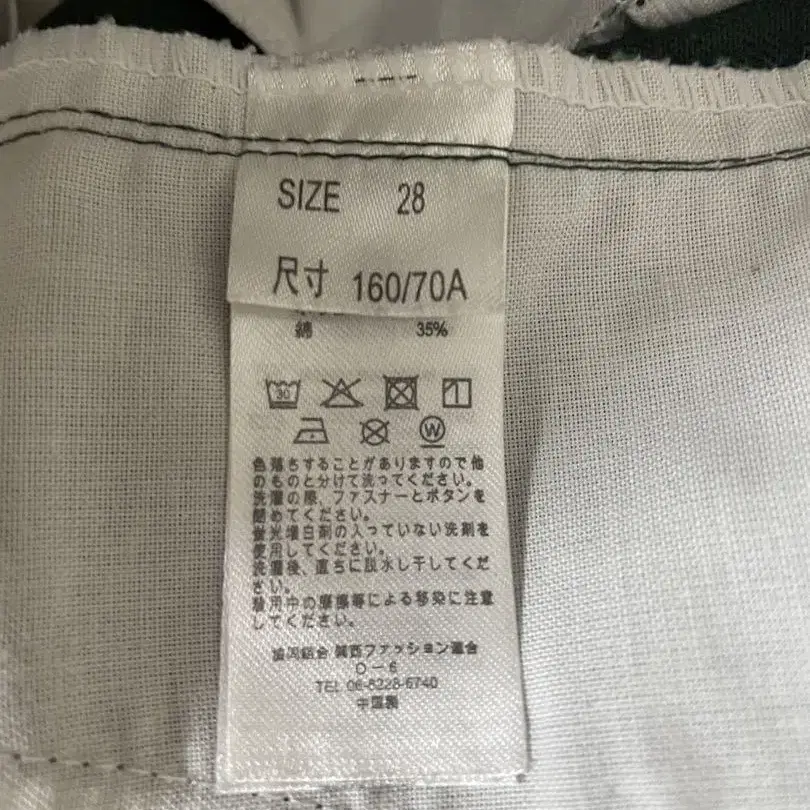 SIZE 28
尺寸 160/70A
綿 35%
30
W
色落ちすることがありますので他
のものと分けて洗ってください。
洗濯の際、ファスナーとボタンを
閉めてください。
蛍光増白剤の入っていない洗剤を
使用してください。
洗濯後、直ちに脱水し干してくだ
さい。
着用中の摩擦等による移染に注意
してください。
協同組合 関西ファッション連合
O-6
TEL 06-6228-6740
中国製